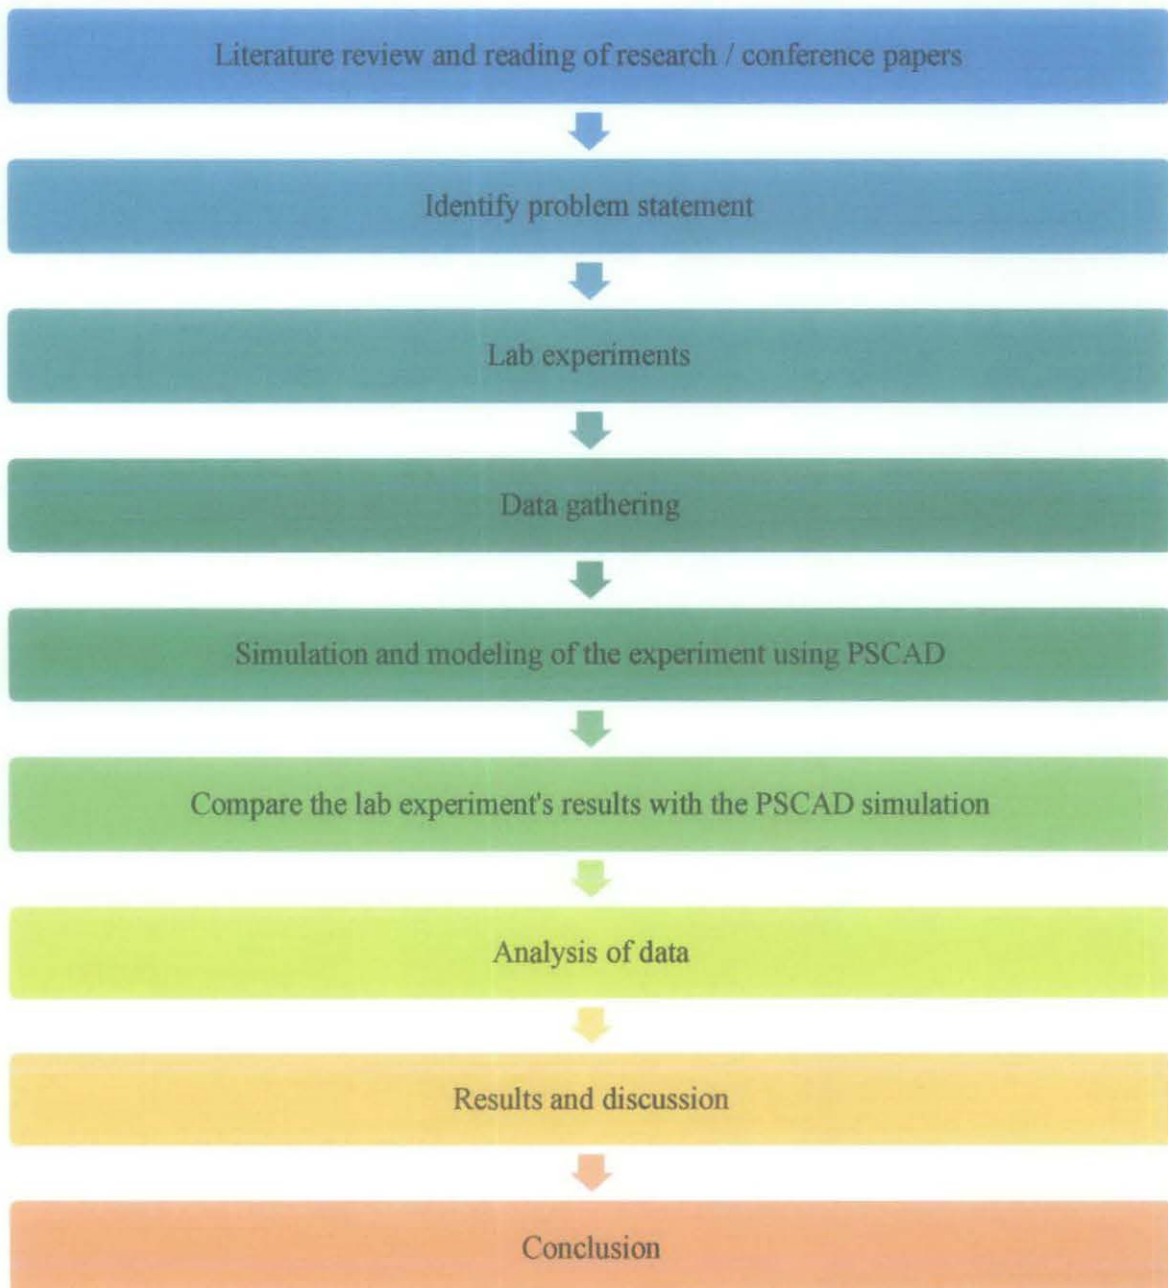 Literature review and reading of research / conference papers
Identify problem statement
Lab experiments
Data gathering
Simulation and modeling of the experiment using PSCAD
Compare the lab experiment's results with the PSCAD simulation
Analysis of data
Results and discussion
Conclusion